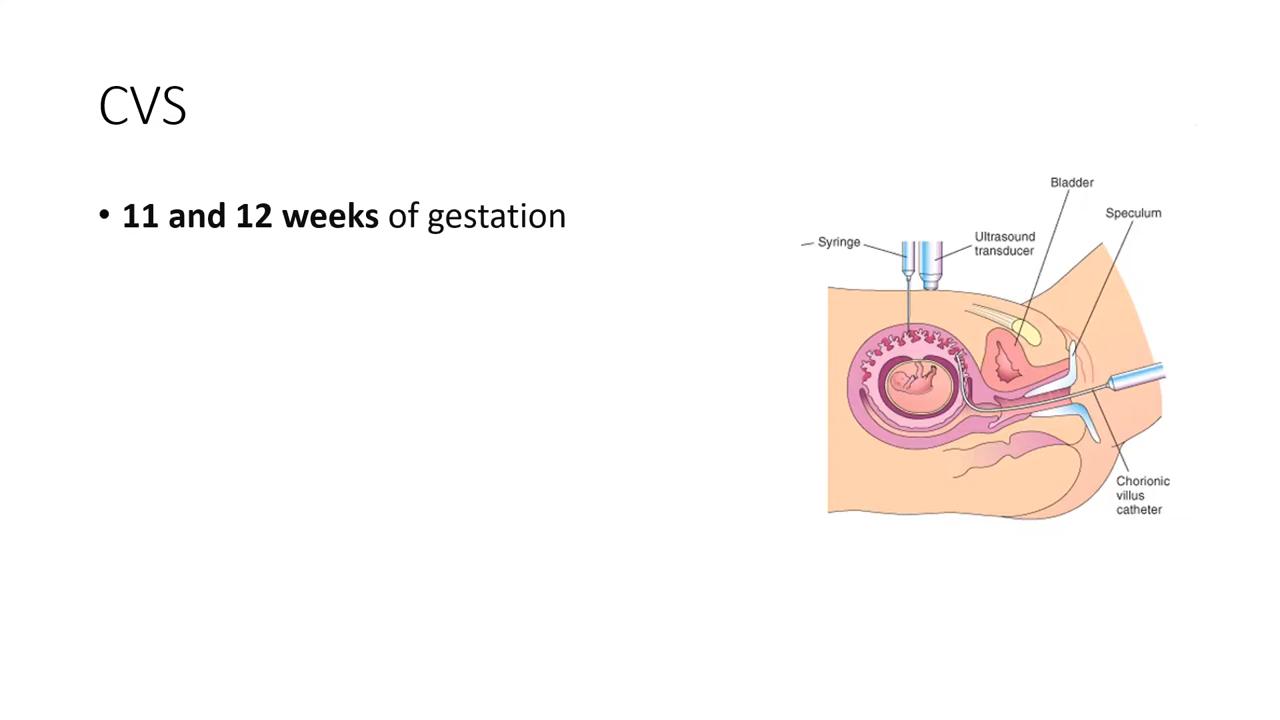 CVS
• 11 and 12 weeks of gestation
Bladder
Speculum
Syringe
Ultrasound
transducer
Chorionic
villus
catheter